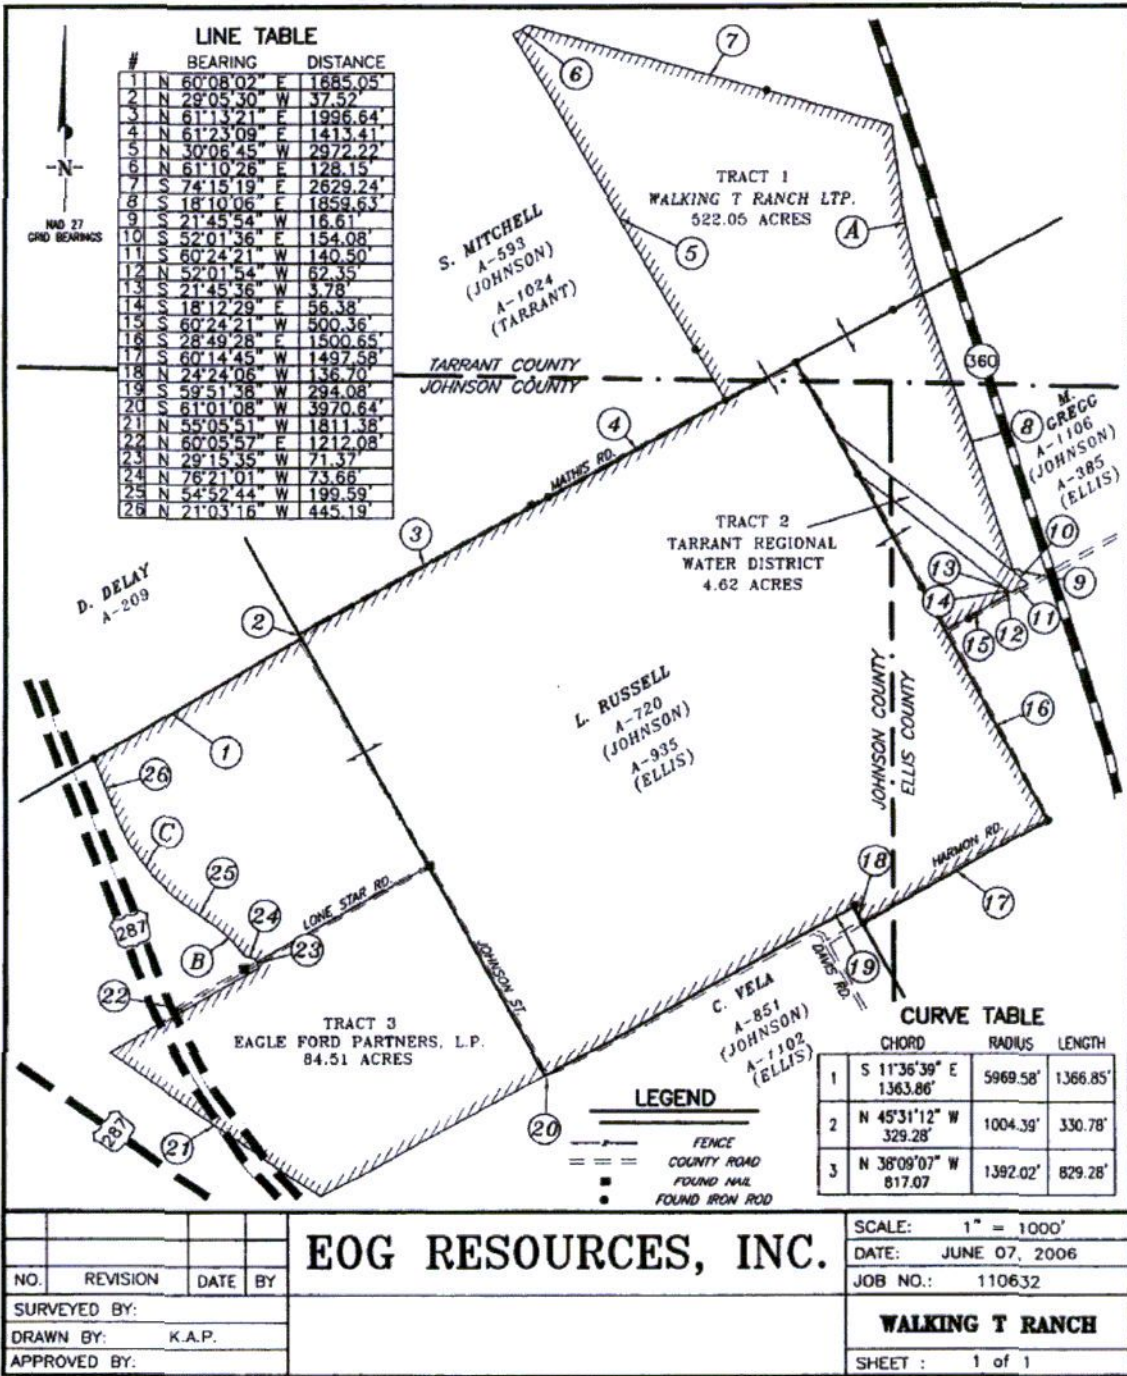 LINE TABLE
# BEARING DISTANCE
1 N 60°08'02" E 1685.05'
2 N 29°05'30" W 37.52'
3 N 61°13'21" E 1996.64'
4 N 61°23'09" E 1413.41'
5 N 30°06'45" W 2972.22'
6 N 61°10'26" E 128.15'
7 S 74°15'19" E 2629.24'
8 S 18°10'06" E 1859.63'
9 S 21°45'54" W 16.61'
10 S 52°01'36" E 154.08'
11 S 60°24'21" W 140.50'
12 N 52°01'54" W 62.35'
13 S 21°45'36" W 3.78'
14 S 18°12'29" E 56.38'
15 S 60°24'21" W 500.36'
16 S 28°49'28" E 1500.65'
17 S 60°14'45" W 1497.58'
18 N 24°24'06" W 136.70'
19 S 59°51'38" W 294.08'
20 S 61°01'08" W 3970.64'
21 N 55°05'51" W 1811.38'
22 N 60°05'57" E 1212.08'
23 N 29°15'35" W 71.37'
24 N 76°21'01" W 73.66'
25 N 54°52'44" W 199.59'
26 N 21°03'16" W 445.19'
-N-
NAD 27
GRID BEARINGS
6
7
TRACT 1
WALKING T RANCH LTP.
522.05 ACRES
A
5
S. MITCHELL
A-593
(JOHNSON)
A-1024
(TARRANT)
TARRANT COUNTY
JOHNSON COUNTY
360
8
M. GREGG
A-1106
(JOHNSON)
A-385
(ELLIS)
4
MATHIS RD.
3
TRACT 2
TARRANT REGIONAL
WATER DISTRICT
4.62 ACRES
10
9
13
14
11
12
15
D. DELAY
A-209
2
L. RUSSELL
A-720
(JOHNSON)
A-935
(ELLIS)
JOHNSON COUNTY
ELLIS COUNTY
16
1
26
C
25
HARMON RD.
18
17
287
LONE STAR RD.
24
B
23
JOHNSON ST.
19
DAVIS RD.
22
C. VELA
A-851
(JOHNSON)
A-1102
(ELLIS)
TRACT 3
EAGLE FORD PARTNERS, L.P.
84.51 ACRES
287
21
20
CURVE TABLE
CHORD RADIUS LENGTH
1 S 11°36'39" E 1363.86' 5969.58' 1366.85'
2 N 45°31'12" W 329.28' 1004.39' 330.78'
3 N 38°09'07" W 817.07 1392.02' 829.28'
LEGEND
FENCE
COUNTY ROAD
FOUND NAIL
FOUND IRON ROD
NO. REVISION DATE BY
SURVEYED BY:
DRAWN BY: K.A.P.
APPROVED BY:
EOG RESOURCES, INC.
SCALE: 1" = 1000'
DATE: JUNE 07, 2006
JOB NO.: 110632
WALKING T RANCH
SHEET : 1 of 1